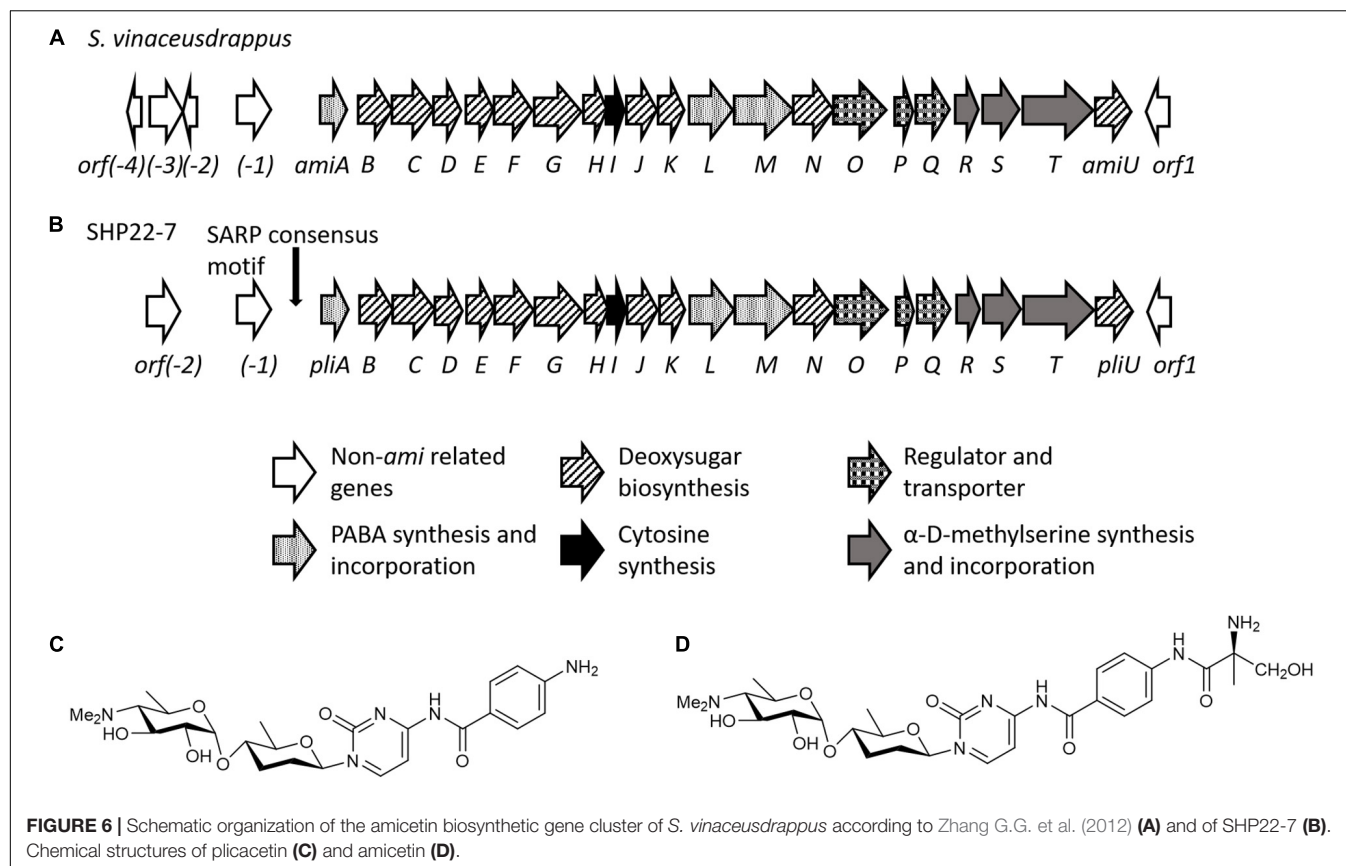 A S. vinaceusdrappus
orf(-4)(-3)(-2) (-1) amiA B C D E F G H I J K L M N O P Q R S T amiU orf1
B SHP22-7 SARP consensus
motif
orf(-2) (-1) pliA B C D E F G H I J K L M N O P Q R S T pliU orf1
Non-ami related
genes
Deoxysugar
biosynthesis
Regulator and
transporter
PABA synthesis and
incorporation
Cytosine
synthesis
α-D-methylserine synthesis
and incorporation
C
Me2N
HO
OH
O
O
O
N
N
H
N
O
NH2
D
Me2N
HO
OH
O
O
O
N
N
H
N
O
H
N
O
NH2
CH2OH
FIGURE 6 | Schematic organization of the amicetin biosynthetic gene cluster of S. vinaceusdrappus according to Zhang G.G. et al. (2012) (A) and of SHP22-7 (B).
Chemical structures of plicacetin (C) and amicetin (D).